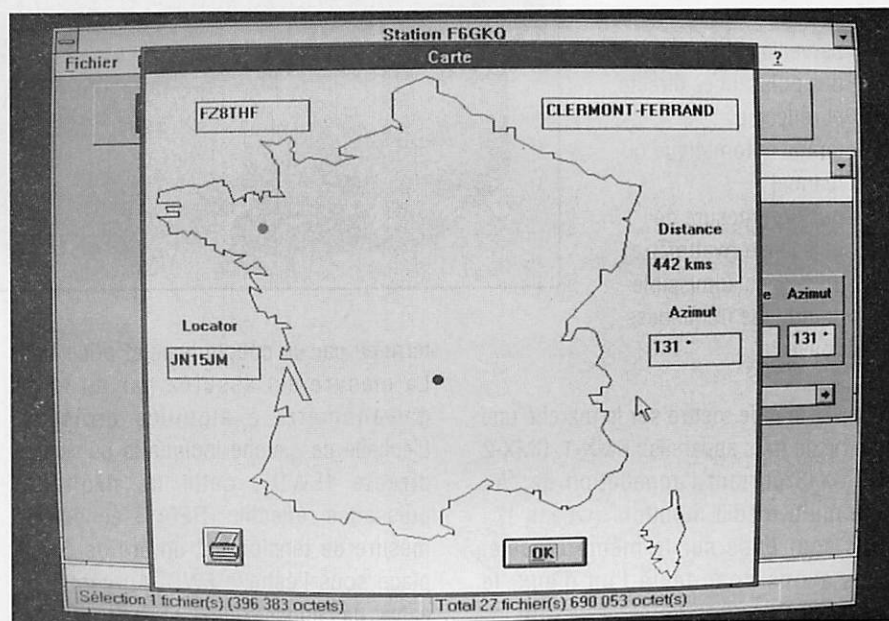 Station F6GKQ
Fichier
?
Carte
FZ8THF
CLERMONT-FERRAND
Distance
442 kms
Azimut
131 °
Azimut
131 °
Locator
JN15JM
OK
Sélection 1 fichier(s) (396 383 octets)
Total 27 fichier(s) 690 053 octet(s)